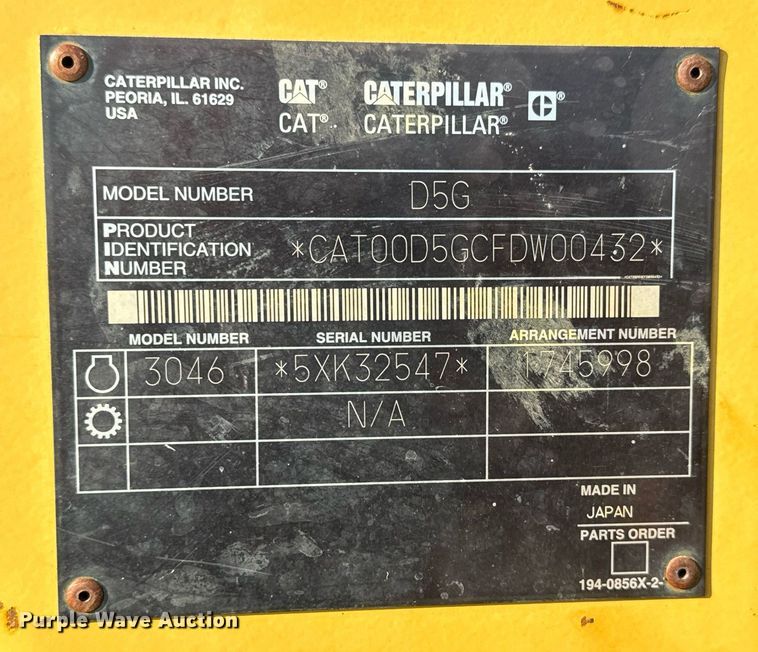 CATERPILLAR INC.
PEORIA, IL. 61629
USA
CAT® CATERPILLAR® ®
CAT® CATERPILLAR®
MODEL NUMBER D5G
PRODUCT
IDENTIFICATION
NUMBER
*CAT00D5GCFDW00432*
MODEL NUMBER SERIAL NUMBER ARRANGEMENT NUMBER
3046 *5XK32547* 1745998
N/A
MADE IN
JAPAN
PARTS ORDER
194-0856X-2-
Purple Wave Auction